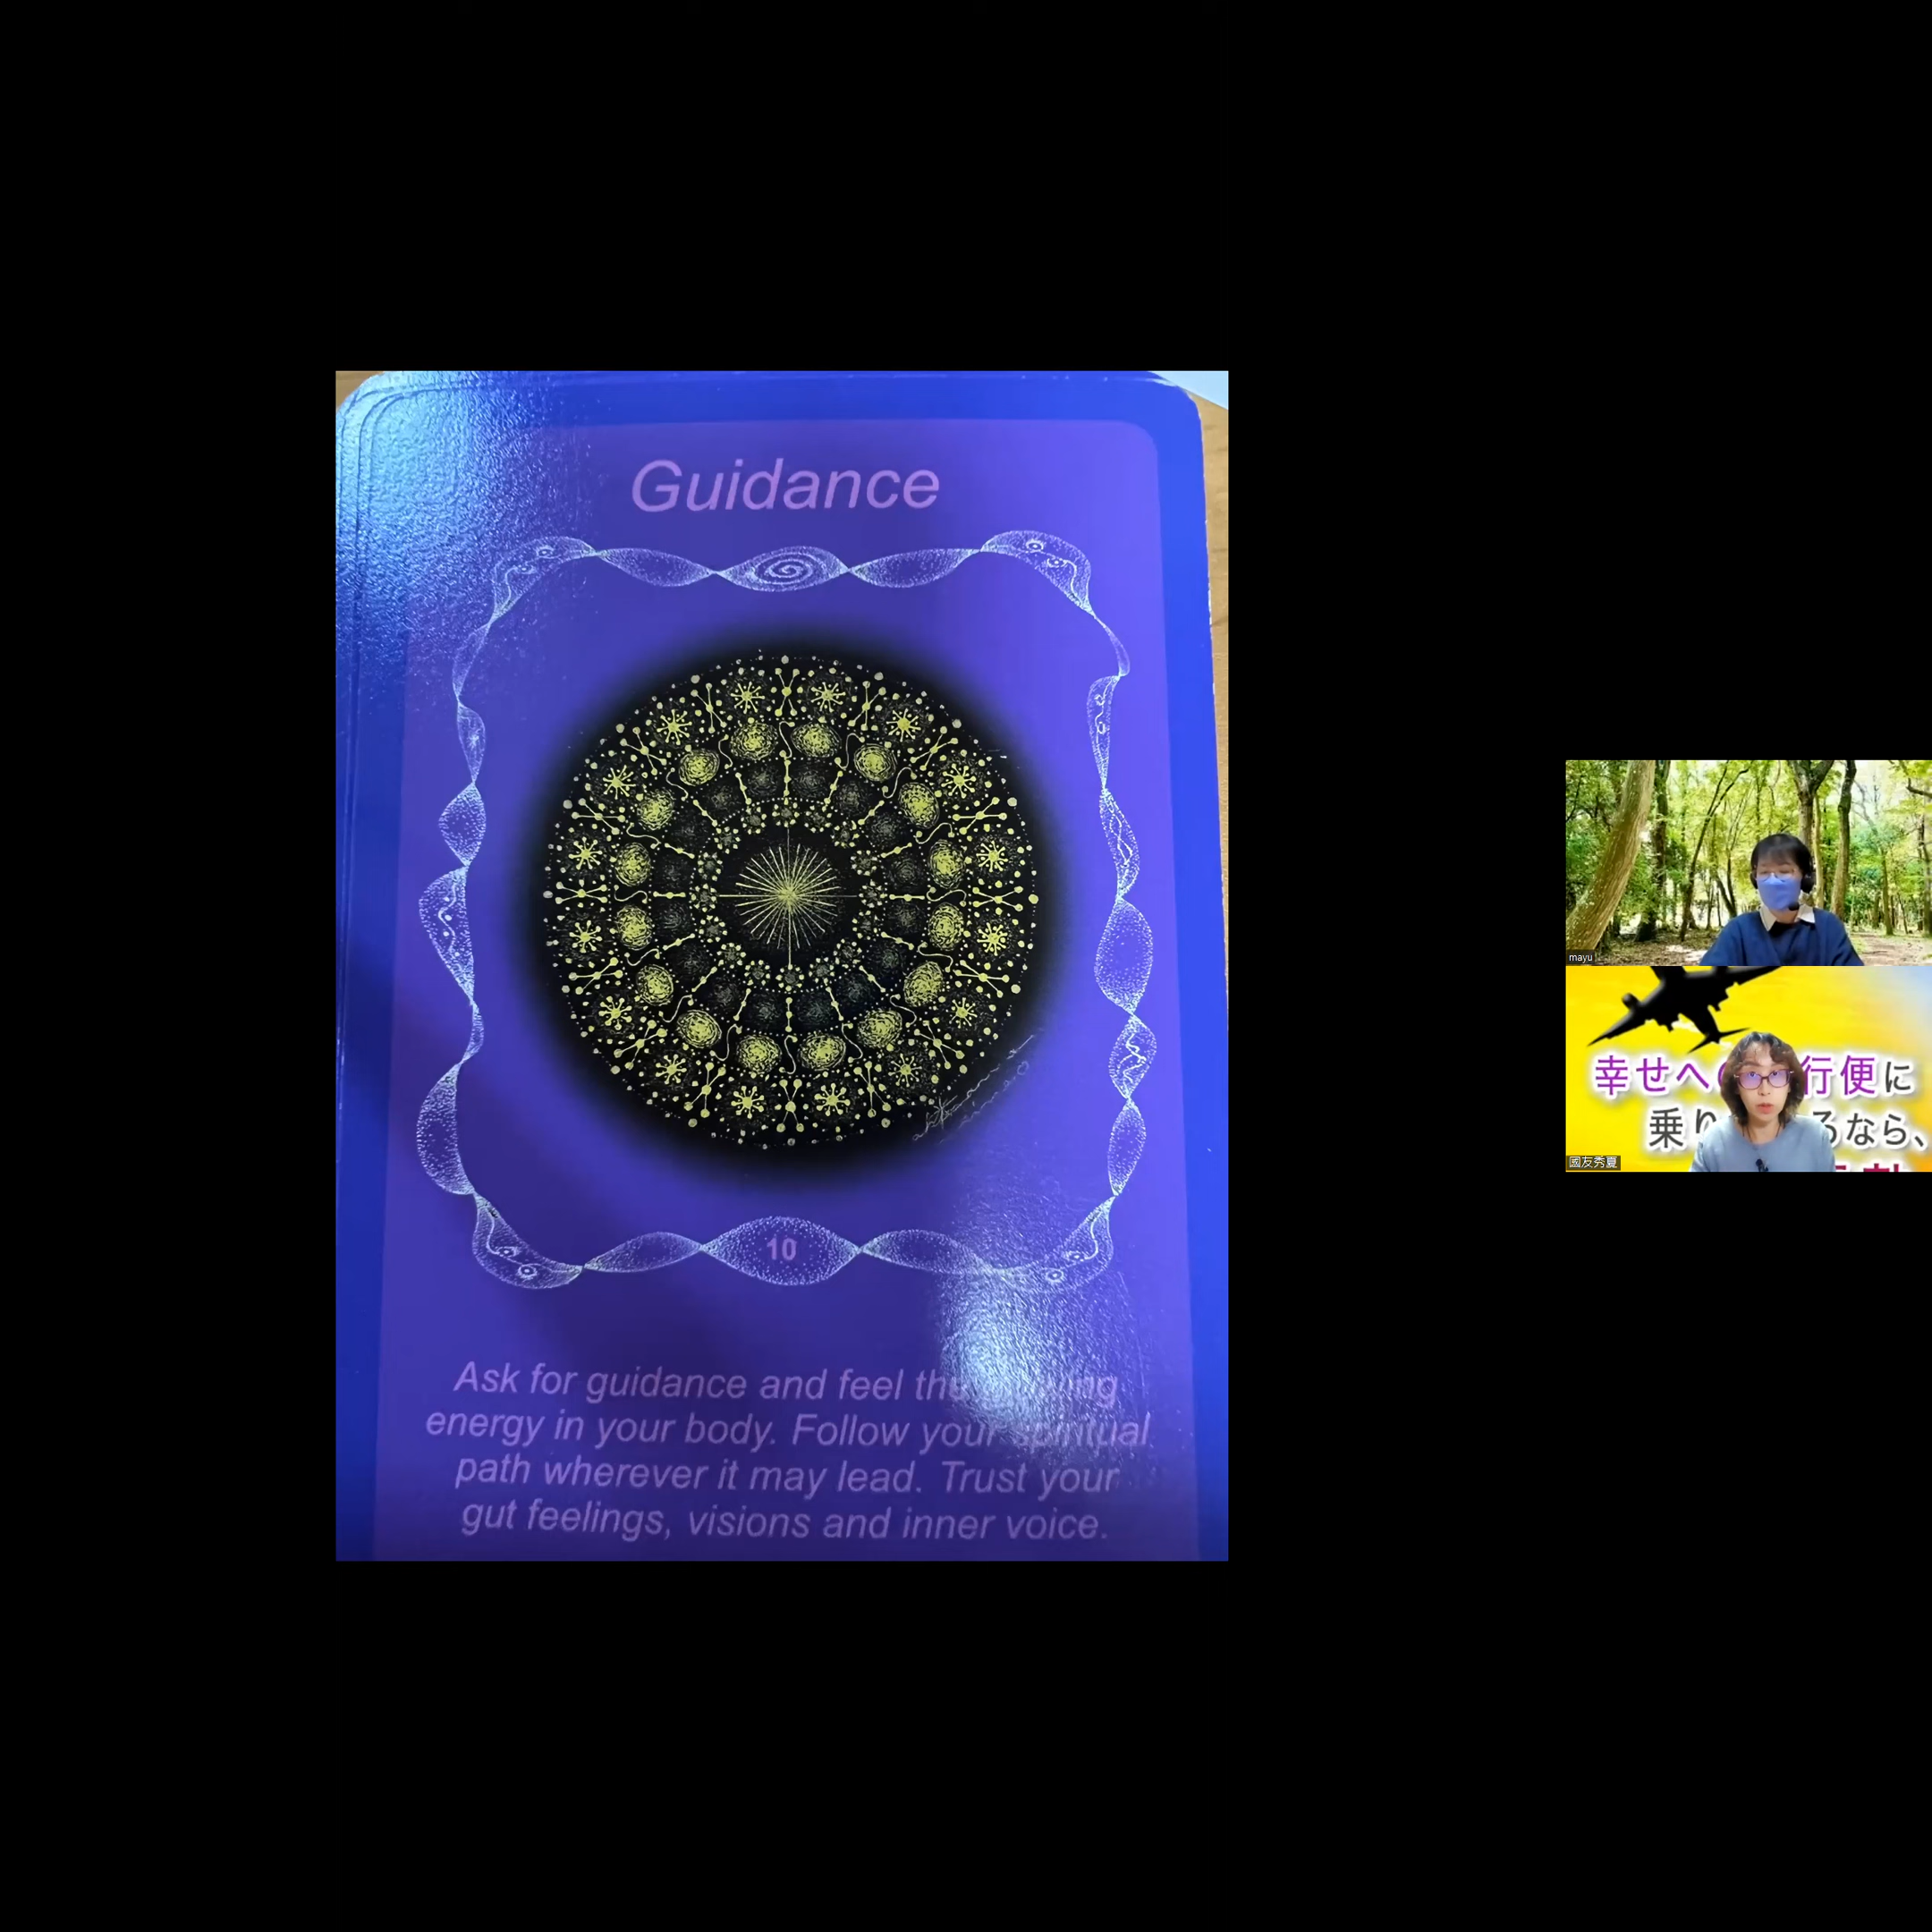 Guidance
10
Ask for guidance and feel the
energy in your body. Follow your spiritual
path wherever it may lead. Trust your
gut feelings, visions and inner voice.
mayu
幸せへ 行便に
乗り るなら、
國友秀夏